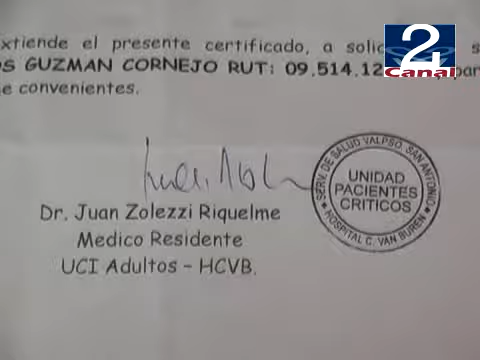 xtiende el presente certificado, a solic
OS GUZMAN CORNEJO RUT: 09.514.12 par
e convenientes.
Dr. Juan Zolezzi Riquelme
Medico Residente
UCI Adultos – HCVB.
SERV. DE SALUD VALPSO. SAN ANTONIO
UNIDAD
PACIENTES
CRITICOS
HOSPITAL C. VAN BUREN
2
Canal